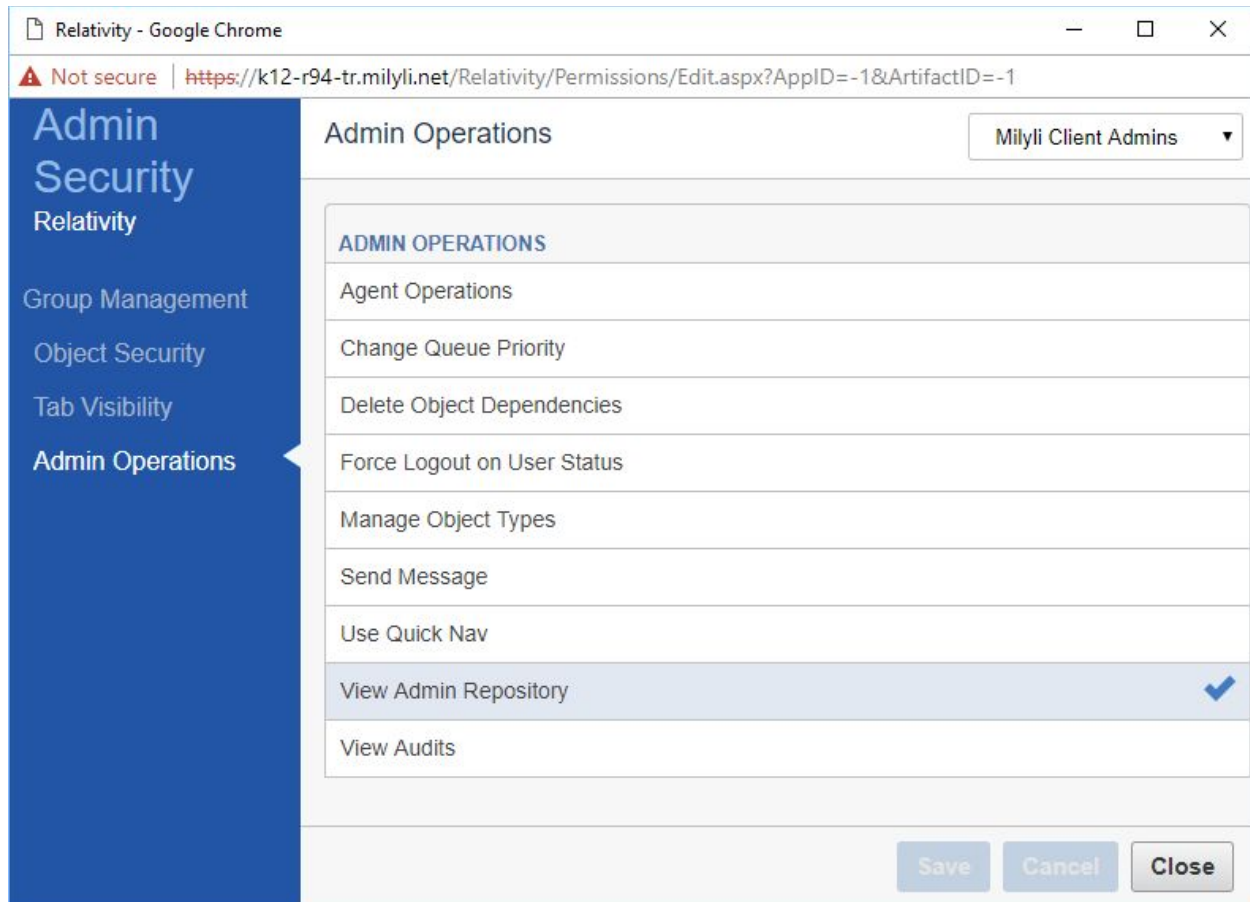 Relativity - Google Chrome
Not secure | https://k12-r94-tr.milyli.net/Relativity/Permissions/Edit.aspx?AppID=-1&ArtifactID=-1
Admin
Security
Relativity
Group Management
Object Security
Tab Visibility
Admin Operations
Admin Operations
Milyli Client Admins
ADMIN OPERATIONS
Agent Operations
Change Queue Priority
Delete Object Dependencies
Force Logout on User Status
Manage Object Types
Send Message
Use Quick Nav
View Admin Repository
View Audits
Save Cancel Close